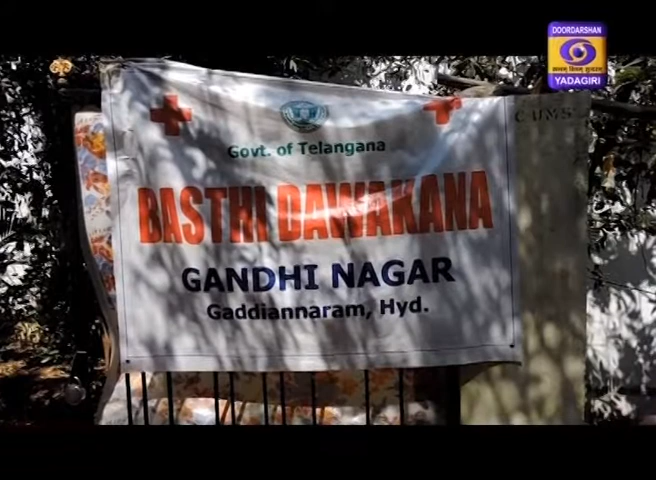 DOORDARSHAN
YADAGIRI
Govt. of Telangana
BASTHI DAWAKANA
GANDHI NAGAR
Gaddiannaram, Hyd.